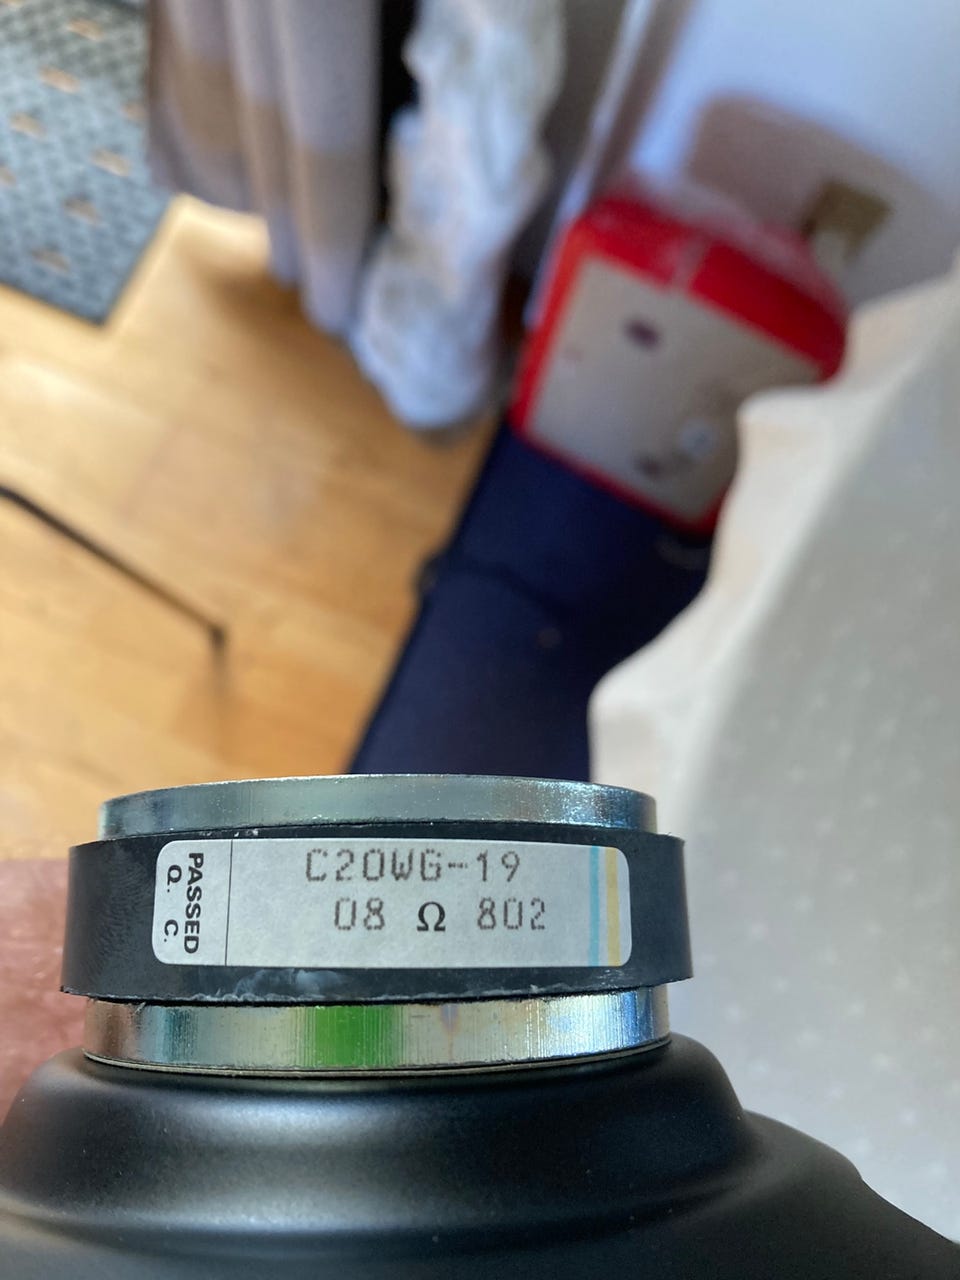 PASSED
Q. C.
C20WG-19
08 Ω 802